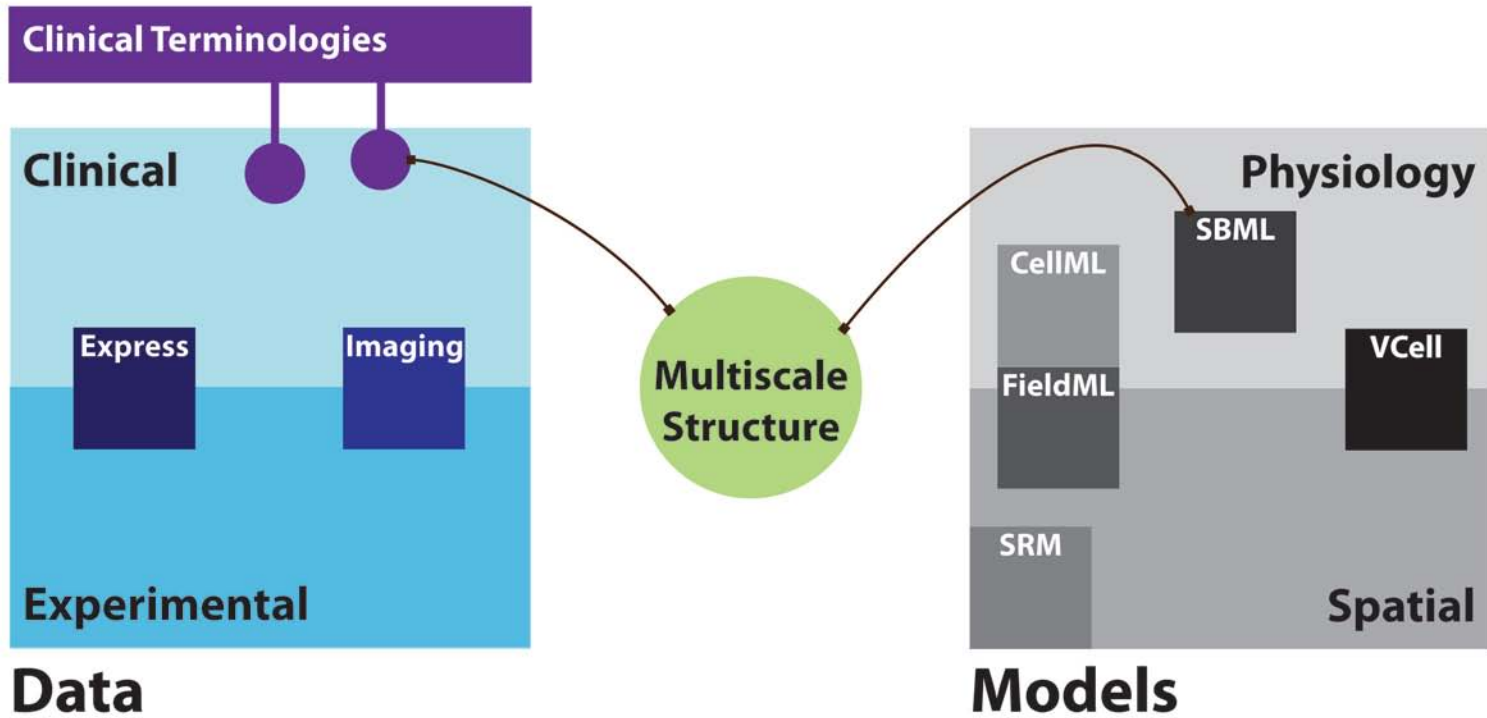 Clinical Terminologies
Clinical
Express
Imaging
Experimental
Data
Multiscale
Structure
Physiology
SBML
CellML
VCell
FieldML
SRM
Spatial
Models